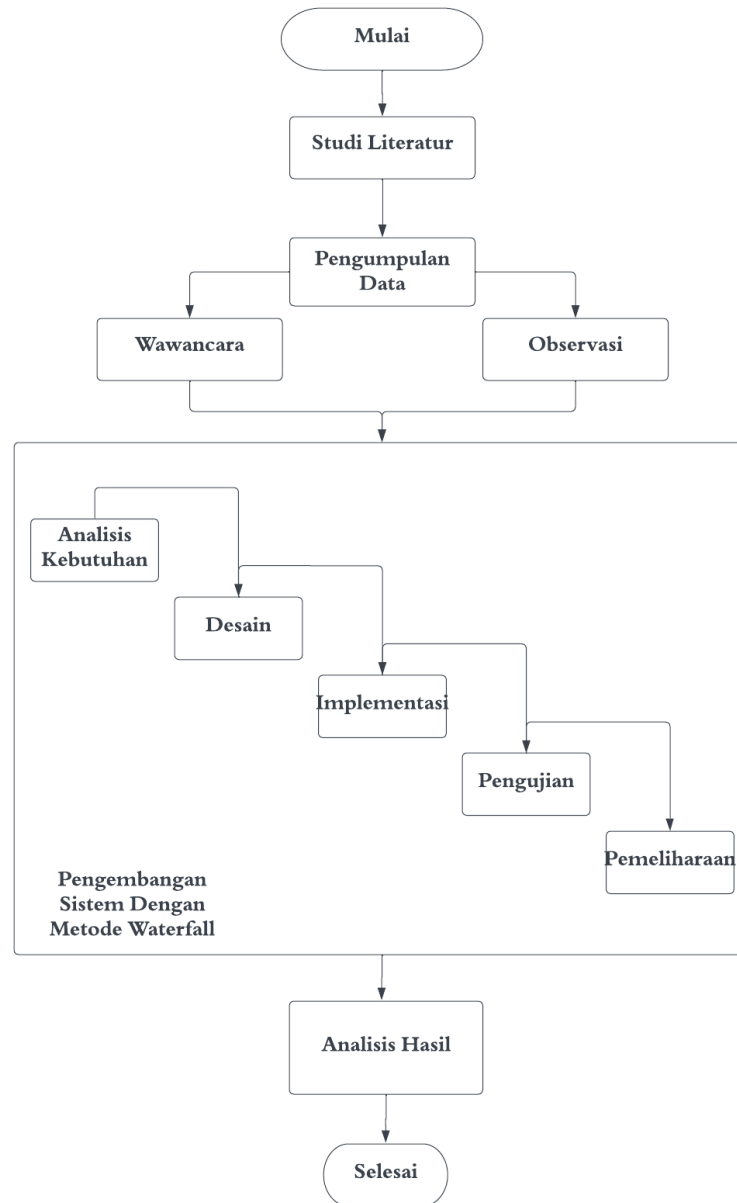 Mulai
Studi Literatur
Pengumpulan
Data
Wawancara
Observasi
Analisis
Kebutuhan
Desain
Implementasi
Pengujian
Pemeliharaan
Pengembangan
Sistem Dengan
Metode Waterfall
Analisis Hasil
Selesai